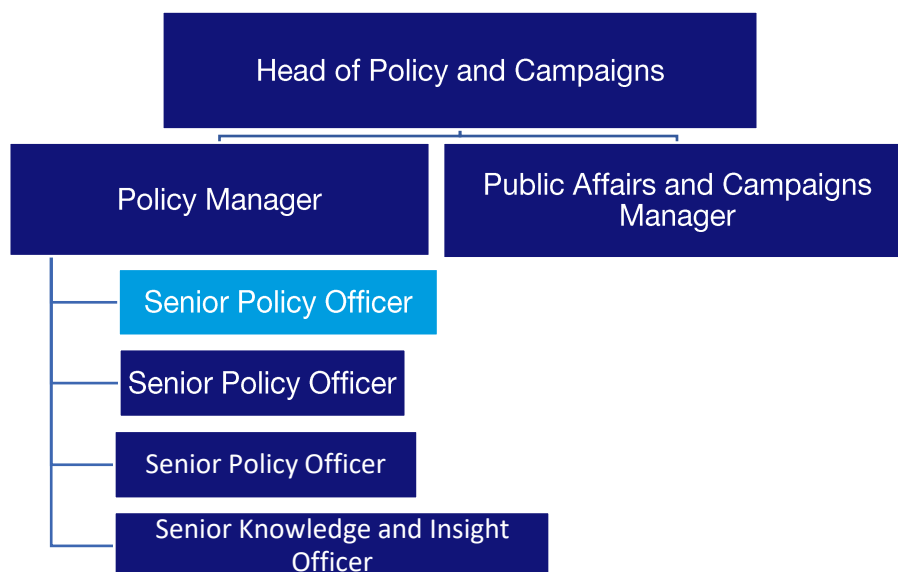 Head of Policy and Campaigns
Policy Manager
Public Affairs and Campaigns
Manager
Senior Policy Officer
Senior Policy Officer
Senior Policy Officer
Senior Knowledge and Insight
Officer